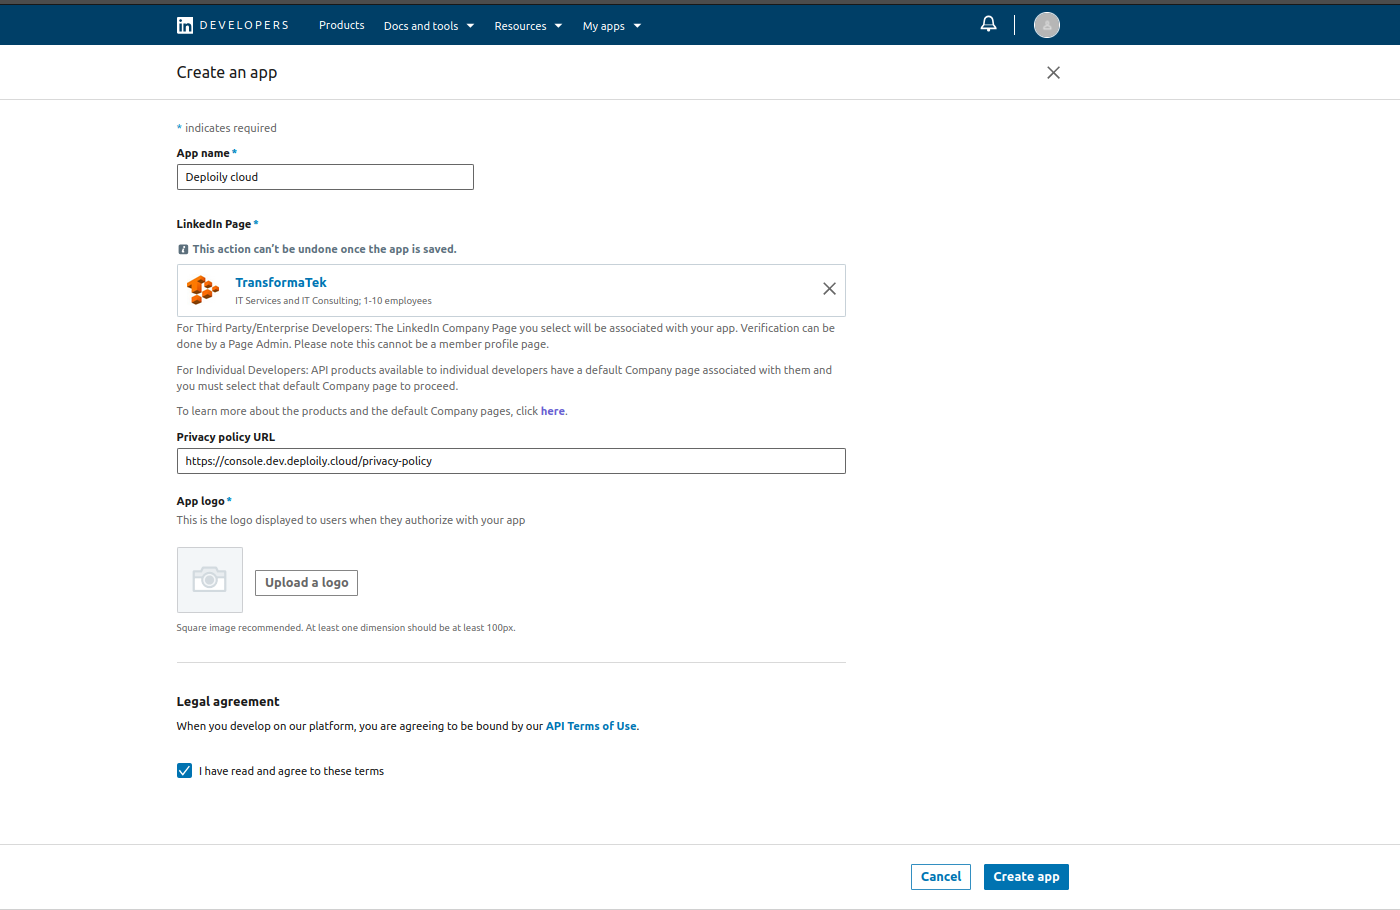 in DEVELOPERS Products Docs and tools Resources My apps
Create an app
* indicates required
App name *
Deploily cloud
LinkedIn Page *
This action can't be undone once the app is saved.
TransformaTek
IT Services and IT Consulting; 1-10 employees
For Third Party/Enterprise Developers: The LinkedIn Company Page you select will be associated with your app. Verification can be
done by a Page Admin. Please note this cannot be a member profile page.
For Individual Developers: API products available to individual developers have a default Company page associated with them and
you must select that default Company page to proceed.
To learn more about the products and the default Company pages, click here.
Privacy policy URL
https://console.dev.deploily.cloud/privacy-policy
App logo *
This is the logo displayed to users when they authorize with your app
Upload a logo
Square image recommended. At least one dimension should be at least 100px.
Legal agreement
When you develop on our platform, you are agreeing to be bound by our API Terms of Use.
I have read and agree to these terms
Cancel Create app